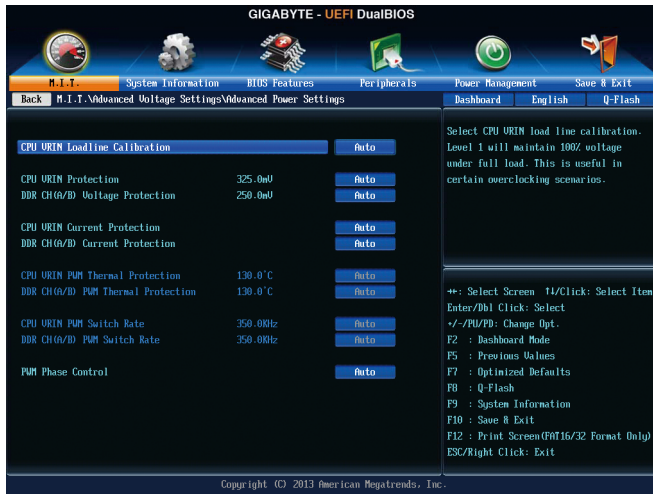 GIGABYTE - UEFI DualBIOS
M.I.T. System Information BIOS Features Peripherals Power Management Save & Exit
Back M.I.T.\Advanced Voltage Settings\Advanced Power Settings Dashboard English Q-Flash
CPU VRIN Loadline Calibration Auto
CPU VRIN Protection 325.0mV Auto
DDR CH(A/B) Voltage Protection 250.0mV Auto
CPU VRIN Current Protection Auto
DDR CH(A/B) Current Protection Auto
CPU VRIN PWM Thermal Protection 130.0°C Auto
DDR CH(A/B) PWM Thermal Protection 130.0°C Auto
CPU VRIN PWM Switch Rate 350.0KHz Auto
DDR CH(A/B) PWM Switch Rate 350.0KHz Auto
PWM Phase Control Auto
Select CPU VRIN load line calibration.
Level 1 will maintain 100% voltage
under full load. This is useful in
certain overclocking scenarios.
→←: Select Screen ↑↓/Click: Select Item
Enter/Dbl Click: Select
+/-/PU/PD: Change Opt.
F2 : Dashboard Mode
F5 : Previous Values
F7 : Optimized Defaults
F8 : Q-Flash
F9 : System Information
F10 : Save & Exit
F12 : Print Screen(FAT16/32 Format Only)
ESC/Right Click: Exit
Copyright (C) 2013 American Megatrends, Inc.